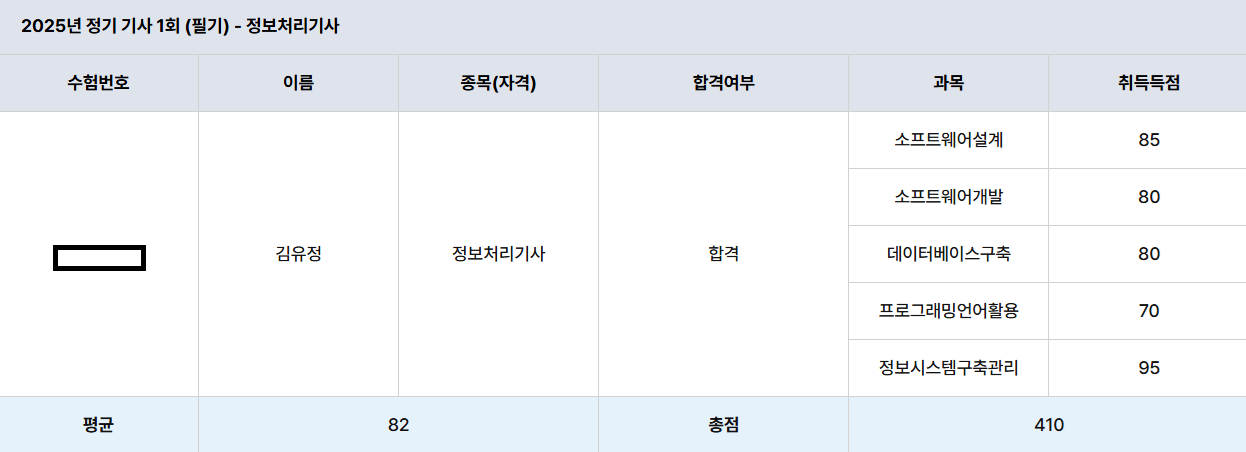 2025년 정기 기사 1회 (필기) - 정보처리기사
수험번호 이름 종목(자격) 합격여부 과목 취득득점
소프트웨어설계 85
소프트웨어개발 80
김유정 정보처리기사 합격 데이터베이스구축 80
프로그래밍언어활용 70
정보시스템구축관리 95
평균 82 총점 410